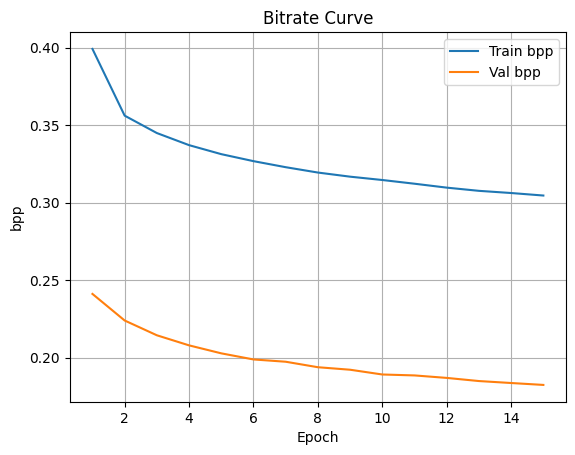 Bitrate Curve
Train bpp
Val bpp
0.40
0.35
0.30
0.25
0.20
bpp
2 4 6 8 10 12 14
Epoch